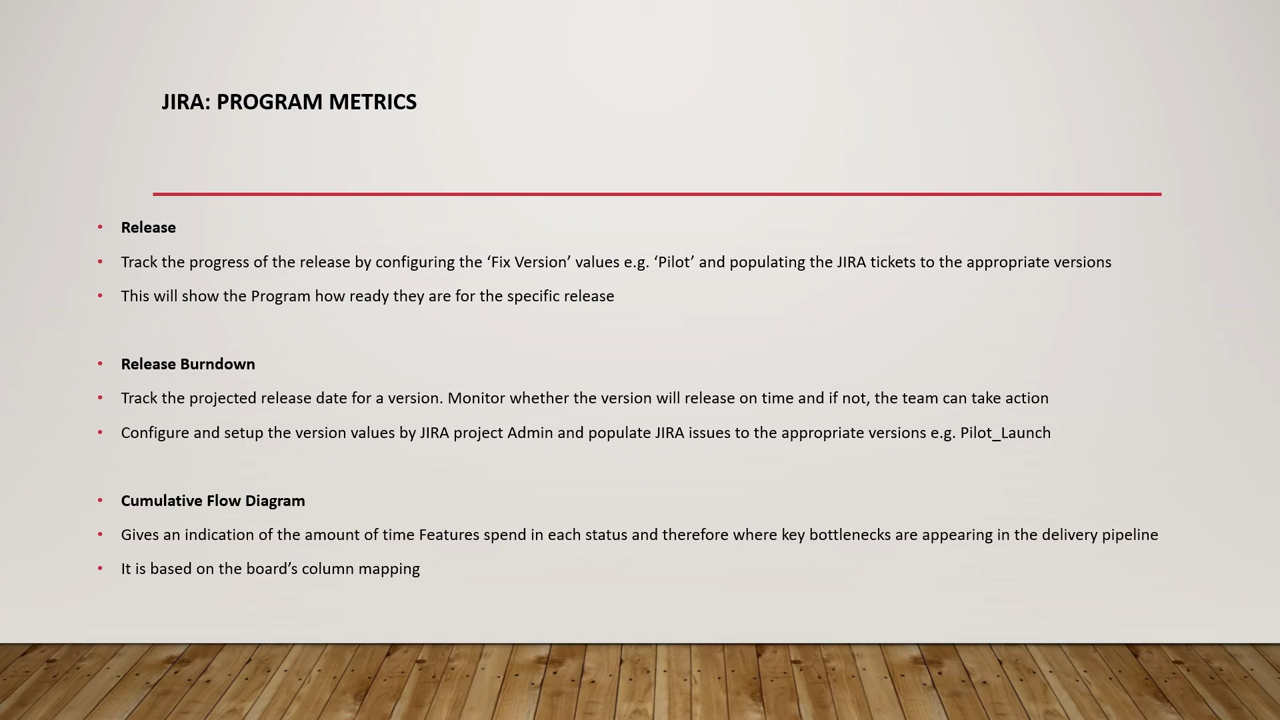 JIRA: PROGRAM METRICS
• Release
• Track the progress of the release by configuring the ‘Fix Version’ values e.g. ‘Pilot’ and populating the JIRA tickets to the appropriate versions
• This will show the Program how ready they are for the specific release
• Release Burndown
• Track the projected release date for a version. Monitor whether the version will release on time and if not, the team can take action
• Configure and setup the version values by JIRA project Admin and populate JIRA issues to the appropriate versions e.g. Pilot_Launch
• Cumulative Flow Diagram
• Gives an indication of the amount of time Features spend in each status and therefore where key bottlenecks are appearing in the delivery pipeline
• It is based on the board’s column mapping